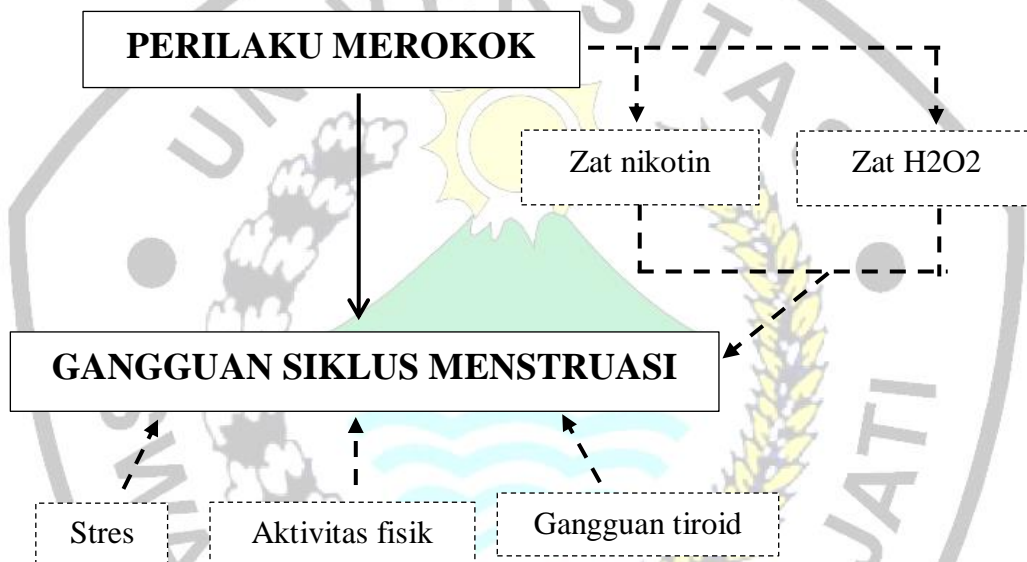 PERILAKU MEROKOK
Zat nikotin
Zat H2O2
GANGGUAN SIKLUS MENSTRUASI
Stres
Aktivitas fisik
Gangguan tiroid